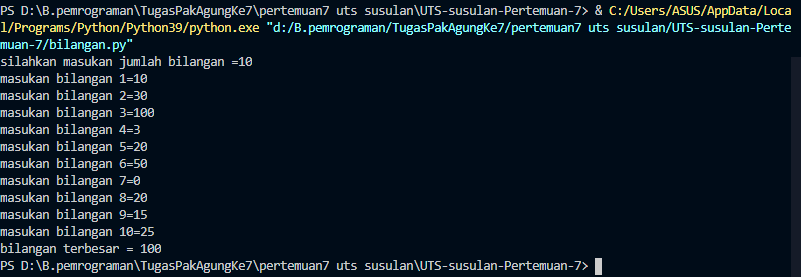 PS D:\B.pemrograman\TugasPakAgungKe7\pertemuan7 uts susulan\UTS-susulan-Pertemuan-7> & C:/Users/ASUS/AppData/Loca
l/Programs/Python/Python39/python.exe "d:/B.pemrograman/TugasPakAgungKe7/pertemuan7 uts susulan/UTS-susulan-Perte
muan-7/bilangan.py"
silahkan masukan jumlah bilangan =10
masukan bilangan 1=10
masukan bilangan 2=30
masukan bilangan 3=100
masukan bilangan 4=3
masukan bilangan 5=20
masukan bilangan 6=50
masukan bilangan 7=0
masukan bilangan 8=20
masukan bilangan 9=15
masukan bilangan 10=25
bilangan terbesar = 100
PS D:\B.pemrograman\TugasPakAgungKe7\pertemuan7 uts susulan\UTS-susulan-Pertemuan-7>